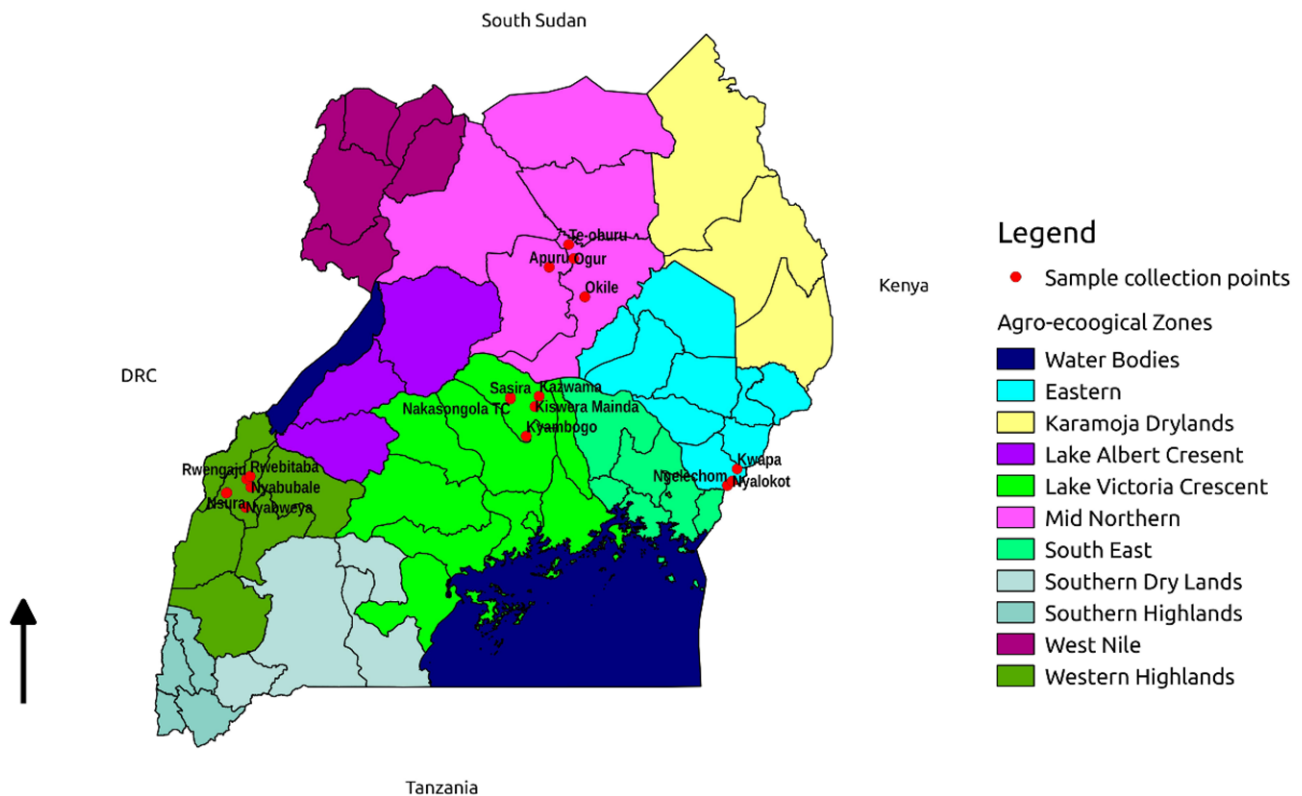 South Sudan
Te-oburu
Apuru
Ogur
Okile
Kenya
DRC
Sasira
Kazwama
Nakasongola TC
Kiswera Mainda
Kyambogo
Kwapa
Ngelechom
Nyalokot
Rwengaju
Rwebitaba
Nyabubale
Nsura
Nyabweya
Tanzania
Legend
Sample collection points
Agro-ecoogical Zones
Water Bodies
Eastern
Karamoja Drylands
Lake Albert Cresent
Lake Victoria Crescent
Mid Northern
South East
Southern Dry Lands
Southern Highlands
West Nile
Western Highlands